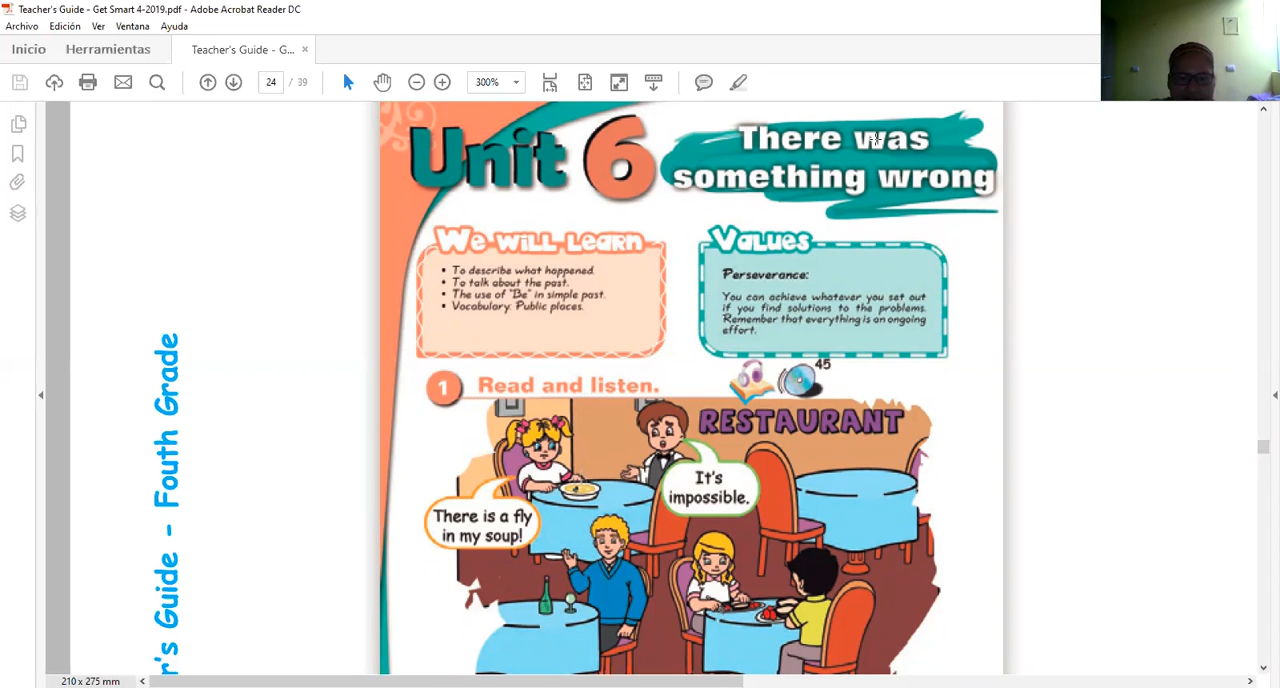 Teacher's Guide - Get Smart 4-2019.pdf - Adobe Acrobat Reader DC
Archivo Edición Ver Ventana Ayuda
Inicio Herramientas Teacher's Guide - G... ×
24 / 39 300%
Unit 6
There was
something wrong
We will Learn
• To describe what happened.
• To talk about the past.
• The use of "Be" in simple past.
• Vocabulary: Public places.
Values
Perseverance:
You can achieve whatever you set out
if you find solutions to the problems.
Remember that everything is an ongoing
effort.
1 Read and listen.
45
RESTAURANT
It's
impossible.
There is a fly
in my soup!
r's Guide - Fouth Grade
210 x 275 mm